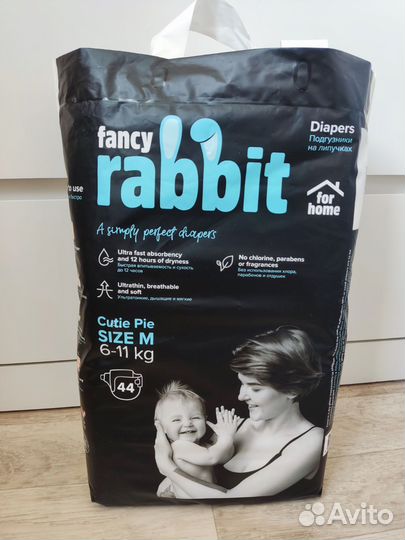 fancy
rabbit
Diapers
Подгузники
на липучках
for
home
to use
A simply perfect diapers
Ultra fast absorbency
and 12 hours of dryness
Быстрая впитываемость и сухость
до 12 часов
No chlorine, parabens
or fragrances
Без использования хлора,
парабенов и отдушек
Ultrathin, breathable
and soft
Ультратонкие, дышащие и мягкие
Cutie Pie
SIZE M
6-11 kg
44
Avito